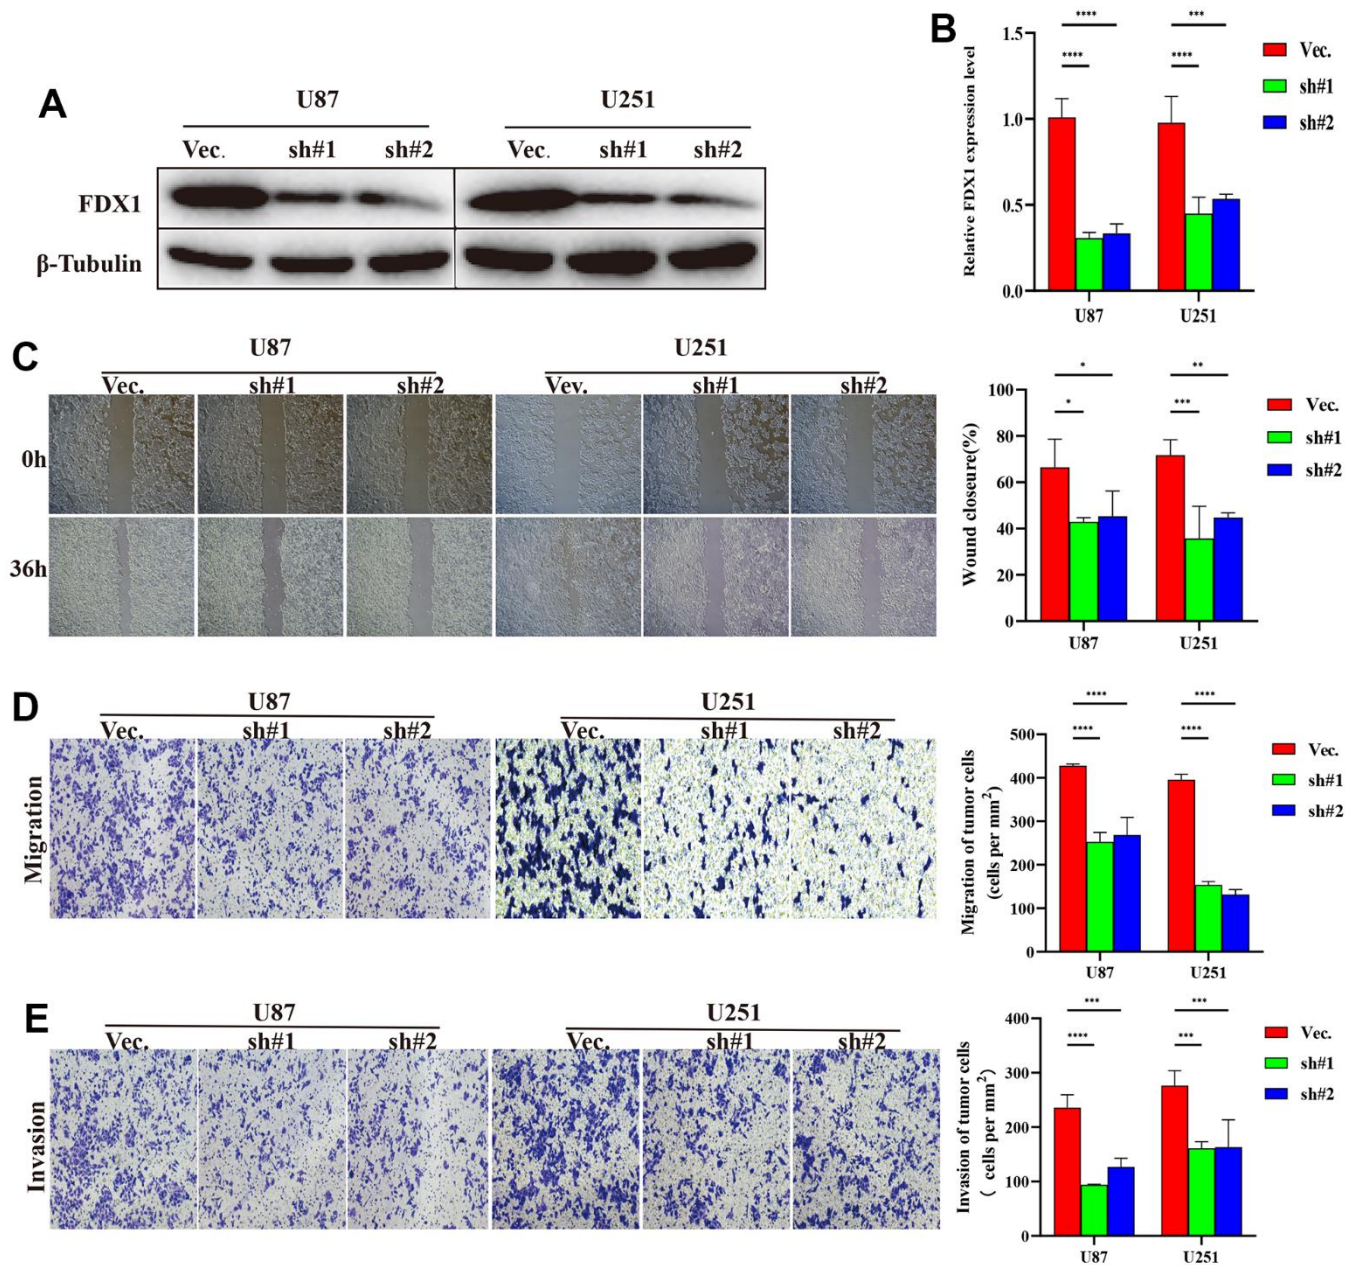 A
U87
U251
Vec.
sh#1
sh#2
Vec.
sh#1
sh#2
FDX1
β-Tubulin
B
Relative FDX1 expression level
1.5
1.0
0.5
0.0
****
****
***
****
U87
U251
Vec.
sh#1
sh#2
C
U87
U251
Vec.
sh#1
sh#2
Vev.
sh#1
sh#2
0h
36h
Wound closeure(%)
100
80
60
40
20
0
*
*
**
***
U87
U251
Vec.
sh#1
sh#2
D
U87
U251
Vec.
sh#1
sh#2
Vec.
sh#1
sh#2
Migration
Migration of tumor cells
(cells per mm²)
500
400
300
200
100
0
****
****
****
****
U87
U251
Vec.
sh#1
sh#2
E
U87
U251
Vec.
sh#1
sh#2
Vec.
sh#1
sh#2
Invasion
Invasion of tumor cells
( cells per mm²)
400
300
200
100
0
***
****
***
***
U87
U251
Vec.
sh#1
sh#2